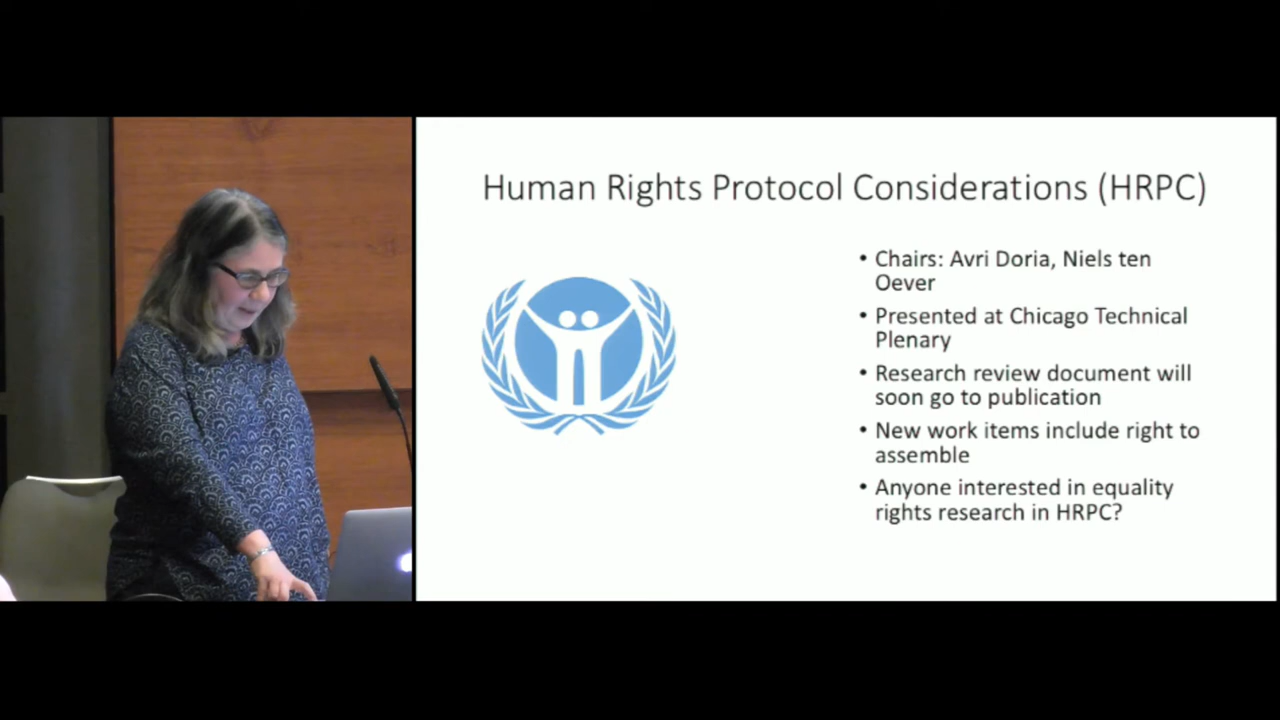 Human Rights Protocol Considerations (HRPC)
• Chairs: Avri Doria, Niels ten
Oever
• Presented at Chicago Technical
Plenary
• Research review document will
soon go to publication
• New work items include right to
assemble
• Anyone interested in equality
rights research in HRPC?